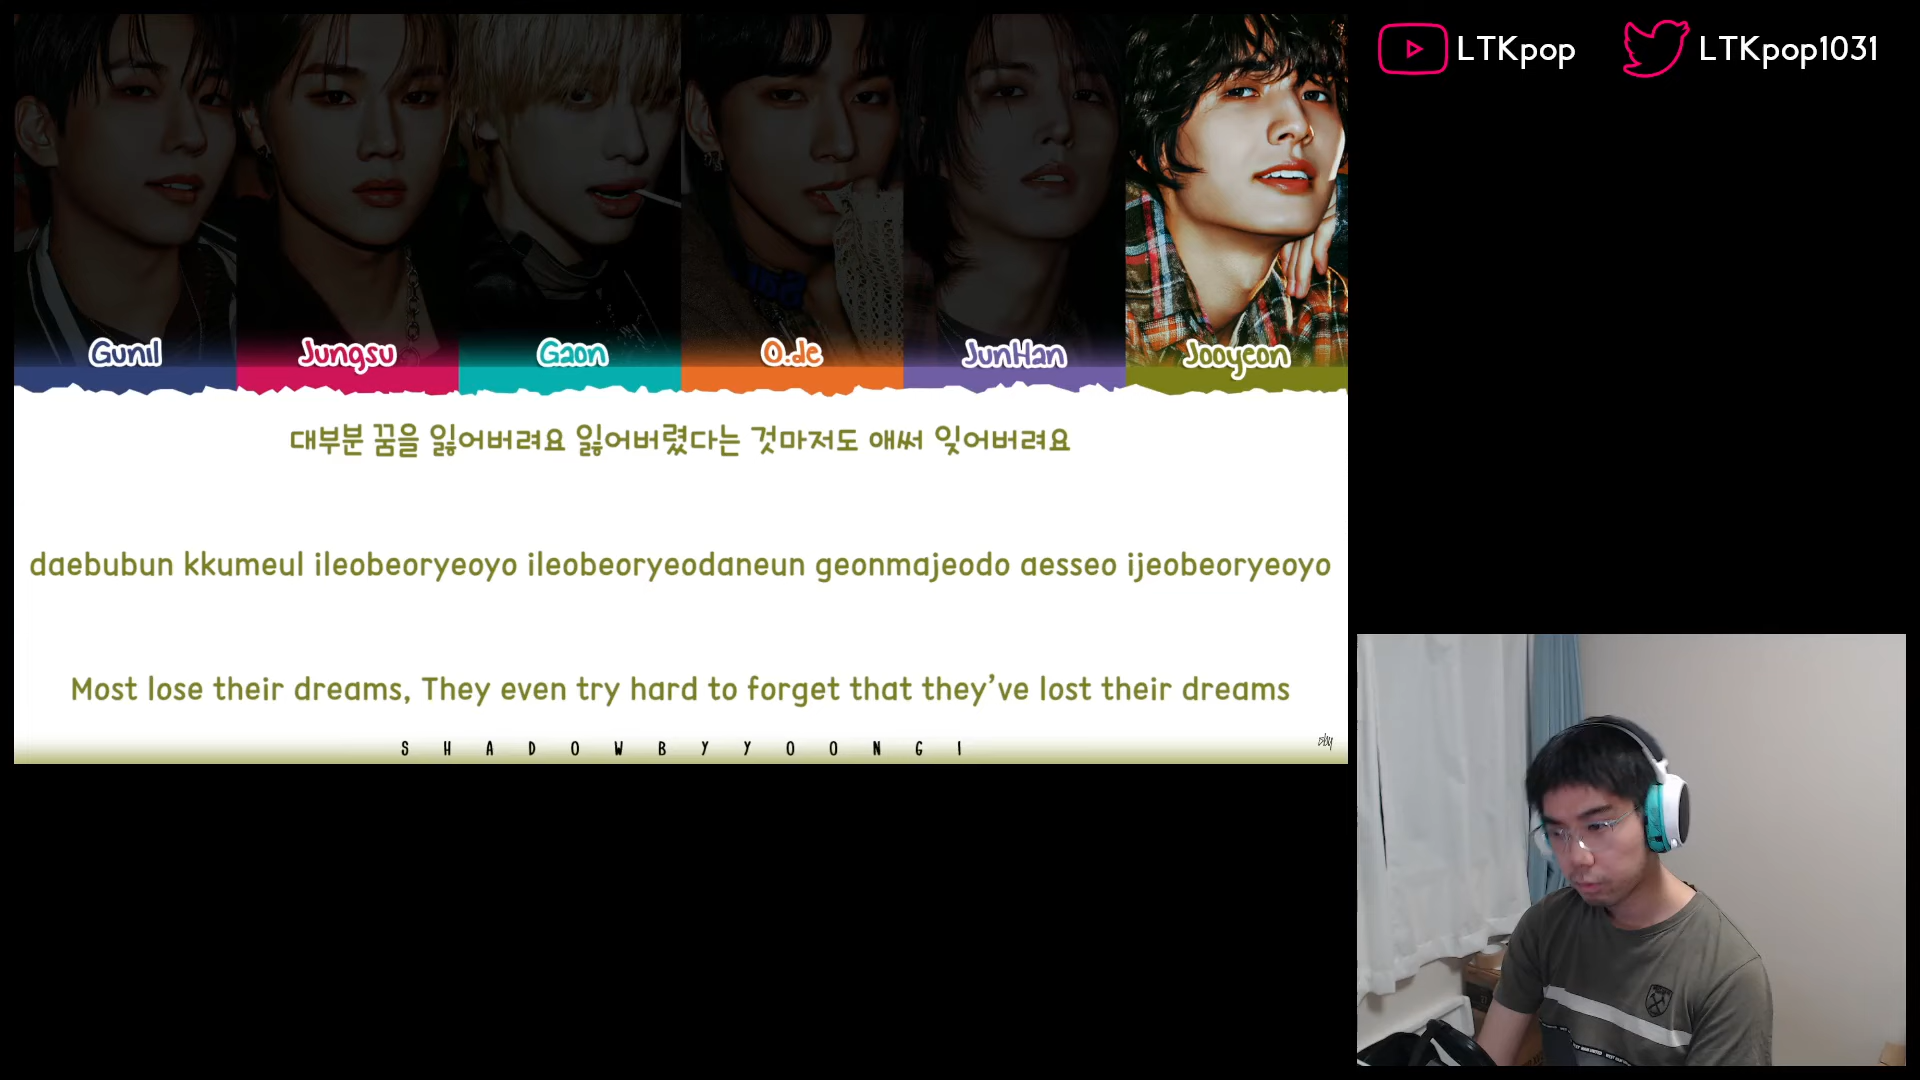 LTKpop
LTKpop1031
Gunil
Jungsu
Gaon
O.de
JunHan
Jooyeon
대부분 꿈을 잃어버려요 잃어버렸다는 것마저도 애써 잊어버려요
daebubun kkumeul ileobeoryeoyo ileobeoryeodaneun geonmajeodo aesseo ijeobeoryeoyo
Most lose their dreams, They even try hard to forget that they’ve lost their dreams
SHADOWBYYOONGI
sby